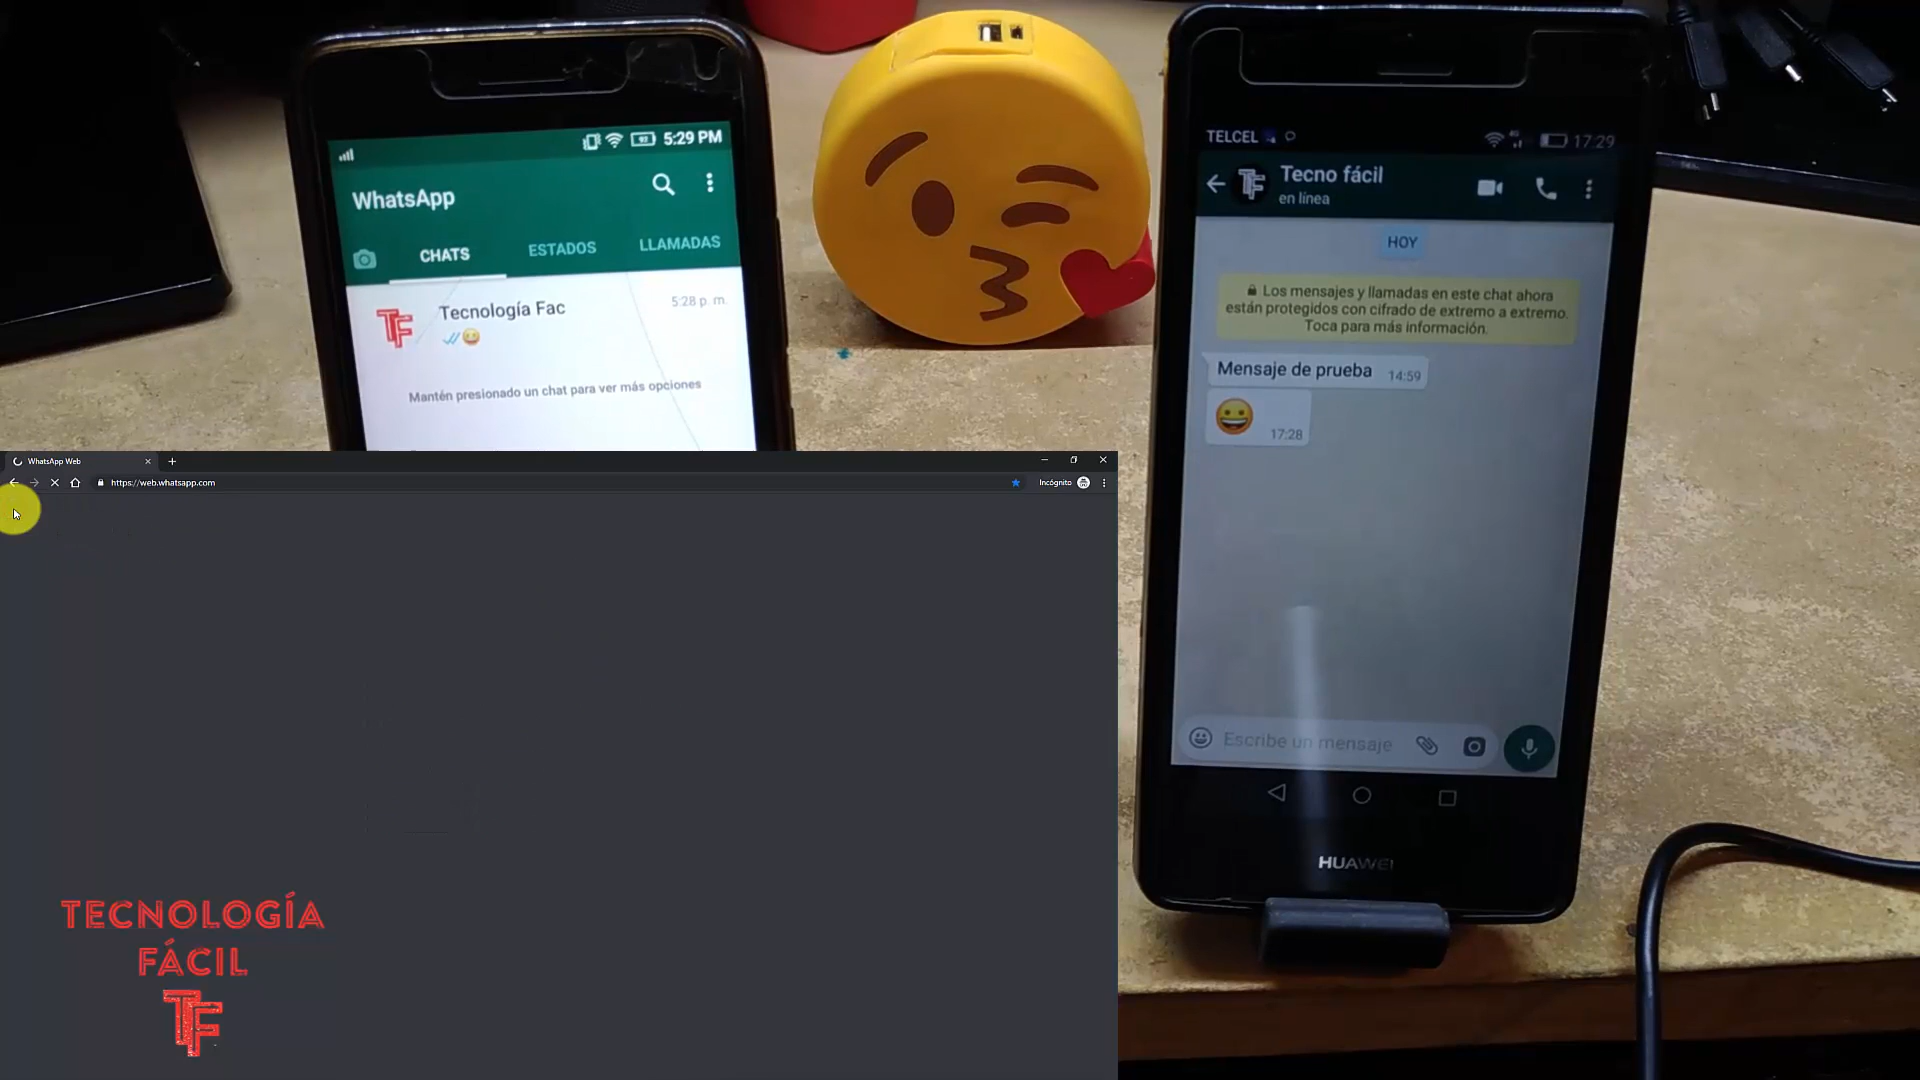 5:29 PM
WhatsApp
CHATS
ESTADOS
LLAMADAS
Tecnología Fac
5:28 p. m.
Mantén presionado un chat para ver más opciones
TELCEL
17:29
Tecno fácil
en línea
HOY
Los mensajes y llamadas en este chat ahora
están protegidos con cifrado de extremo a extremo.
Toca para más información.
Mensaje de prueba 14:59
17:28
Escribe un mensaje
HUAWEI
WhatsApp Web
https://web.whatsapp.com
Incógnito
TECNOLOGÍA
FÁCIL
TF